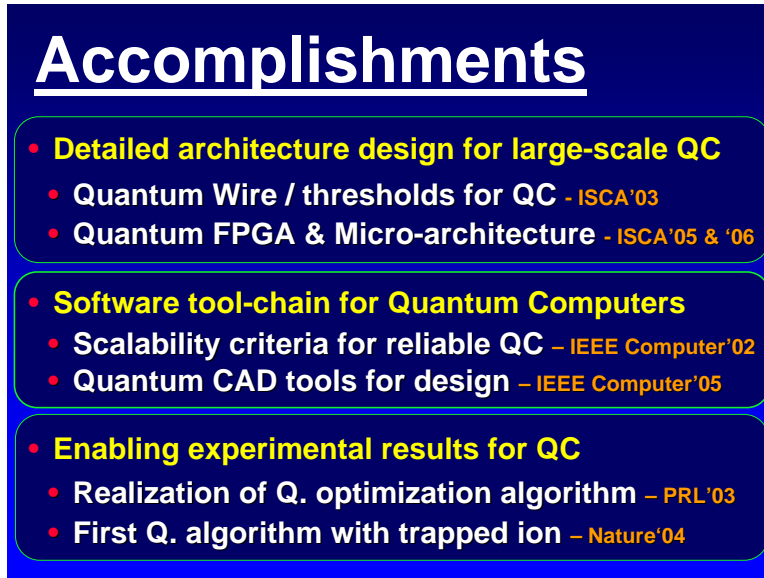 Accomplishments
• Detailed architecture design for large-scale QC
• Quantum Wire / thresholds for QC - ISCA’03
• Quantum FPGA & Micro-architecture - ISCA’05 & ‘06
• Software tool-chain for Quantum Computers
• Scalability criteria for reliable QC – IEEE Computer’02
• Quantum CAD tools for design – IEEE Computer’05
• Enabling experimental results for QC
• Realization of Q. optimization algorithm – PRL’03
• First Q. algorithm with trapped ion – Nature‘04